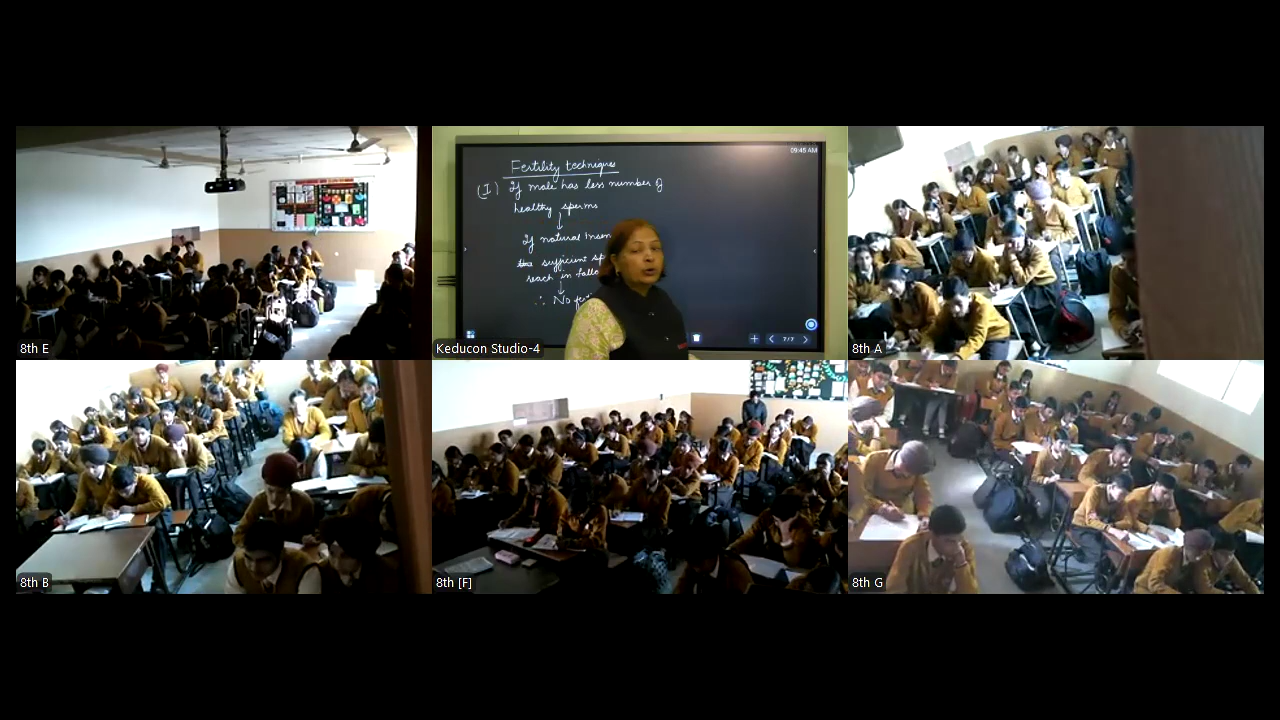 09:45 AM
Fertility techniques
(I) If male has less number of
healthy sperms
↓
If natural
sufficient
reach in
↓
∴ No
7/7
8th E
Keducon Studio-4
8th A
8th B
8th [F]
8th G